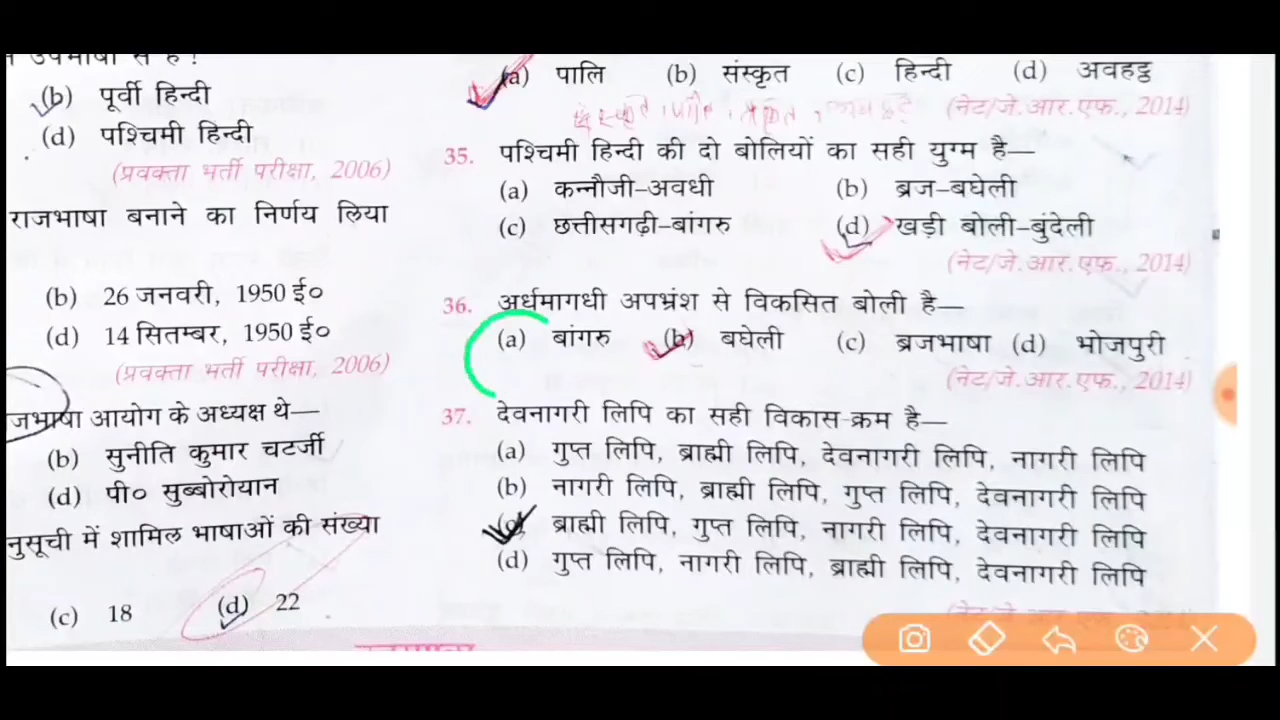 उपभाषा से है?
(b) पूर्वी हिन्दी
(d) पश्चिमी हिन्दी
(प्रवक्ता भर्ती परीक्षा, 2006)
राजभाषा बनाने का निर्णय लिया
(b) 26 जनवरी, 1950 ई०
(d) 14 सितम्बर, 1950 ई०
(प्रवक्ता भर्ती परीक्षा, 2006)
जभाषा आयोग के अध्यक्ष थे—
(b) सुनीति कुमार चटर्जी
(d) पी० सुब्बोरोयान
नुसूची में शामिल भाषाओं की संख्या
(c) 18 (d) 22
(a) पालि (b) संस्कृत (c) हिन्दी (d) अवहट्ठ
(नेट/जे.आर.एफ., 2014)
35. पश्चिमी हिन्दी की दो बोलियों का सही युग्म है—
(a) कन्नौजी–अवधी (b) ब्रज-बघेली
(c) छत्तीसगढ़ी–बांगरु (d) खड़ी बोली–बुंदेली
(नेट/जे.आर.एफ., 2014)
36. अर्धमागधी अपभ्रंश से विकसित बोली है—
(a) बांगरु (b) बघेली (c) ब्रजभाषा (d) भोजपुरी
(नेट/जे.आर.एफ., 2014)
37. देवनागरी लिपि का सही विकास-क्रम है—
(a) गुप्त लिपि, ब्राह्मी लिपि, देवनागरी लिपि, नागरी लिपि
(b) नागरी लिपि, ब्राह्मी लिपि, गुप्त लिपि, देवनागरी लिपि
(c) ब्राह्मी लिपि, गुप्त लिपि, नागरी लिपि, देवनागरी लिपि
(d) गुप्त लिपि, नागरी लिपि, ब्राह्मी लिपि, देवनागरी लिपि